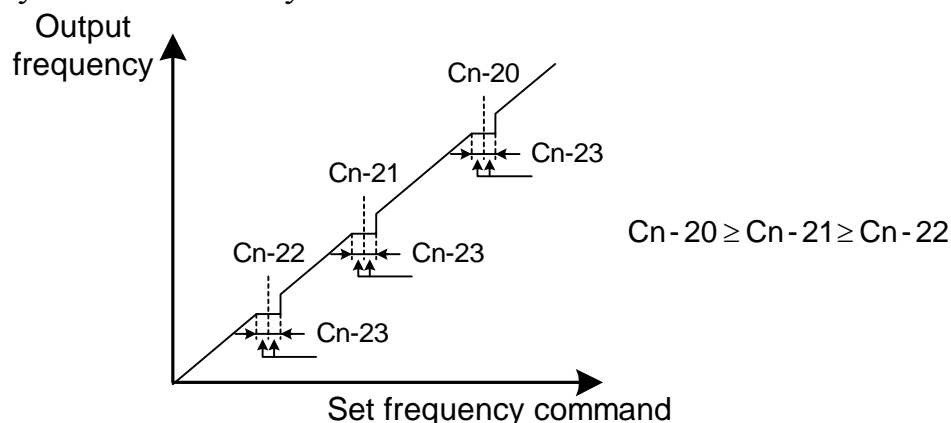 Output
frequency
Cn-20
Cn-23
Cn-21
Cn-20 ≥ Cn-21 ≥ Cn-22
Cn-22
Cn-23
Cn-23
Set frequency command